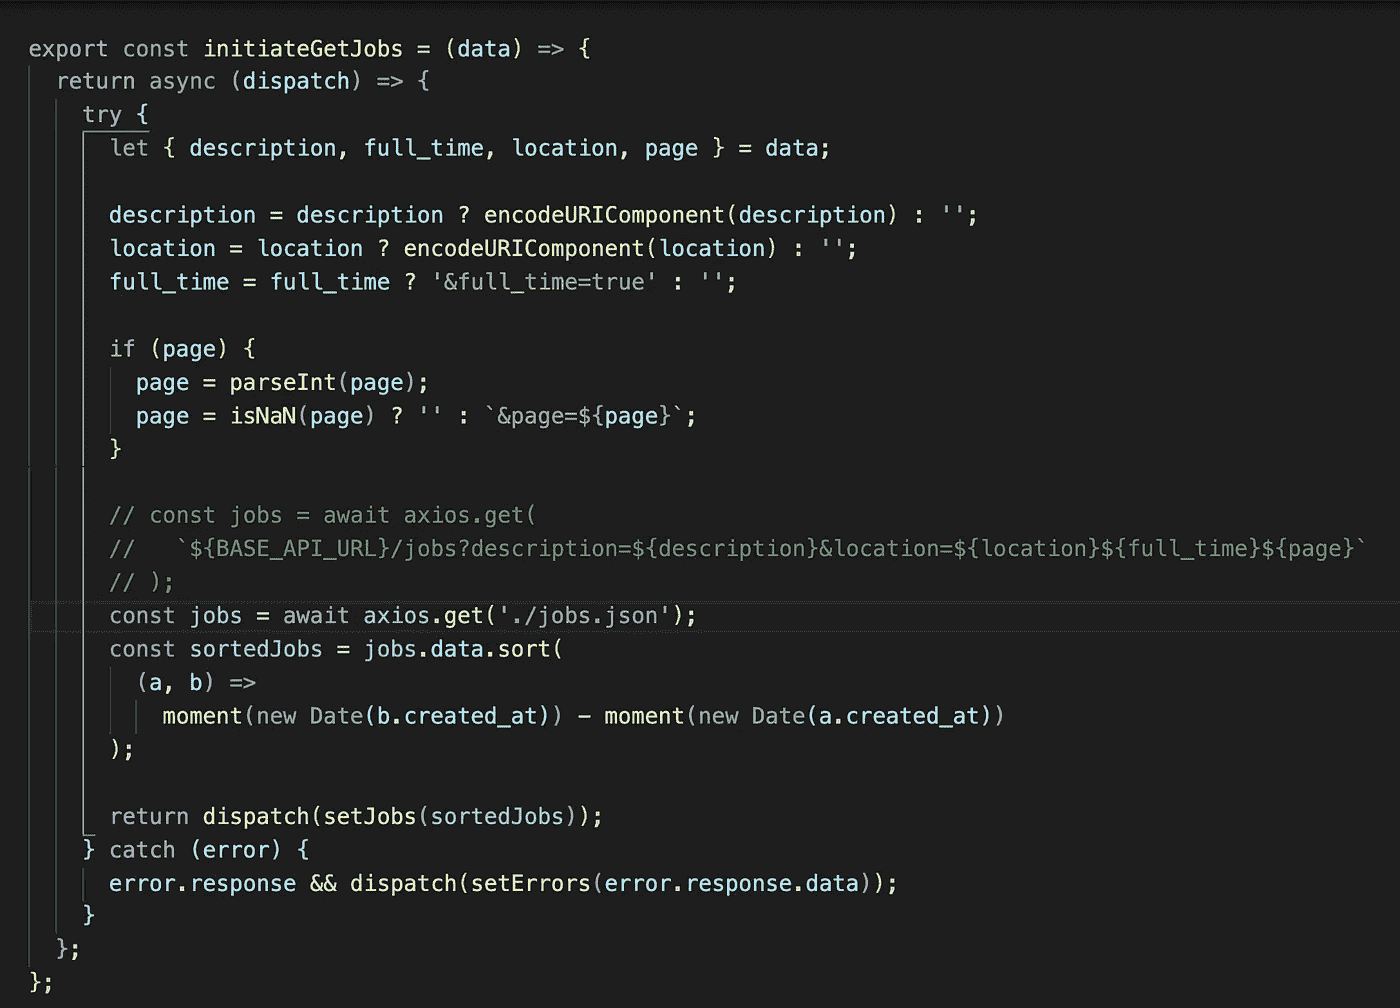 export const initiateGetJobs = (data) => {
return async (dispatch) => {
try {
let { description, full_time, location, page } = data;
description = description ? encodeURIComponent(description) : '';
location = location ? encodeURIComponent(location) : '';
full_time = full_time ? '&full_time=true' : '';
if (page) {
page = parseInt(page);
page = isNaN(page) ? '' : `&page=${page}`;
}
// const jobs = await axios.get(
//   `${BASE_API_URL}/jobs?description=${description}&location=${location}${full_time}${page}`
// );
const jobs = await axios.get('./jobs.json');
const sortedJobs = jobs.data.sort(
(a, b) =>
moment(new Date(b.created_at)) - moment(new Date(a.created_at))
);
return dispatch(setJobs(sortedJobs));
} catch (error) {
error.response && dispatch(setErrors(error.response.data));
}
};
};